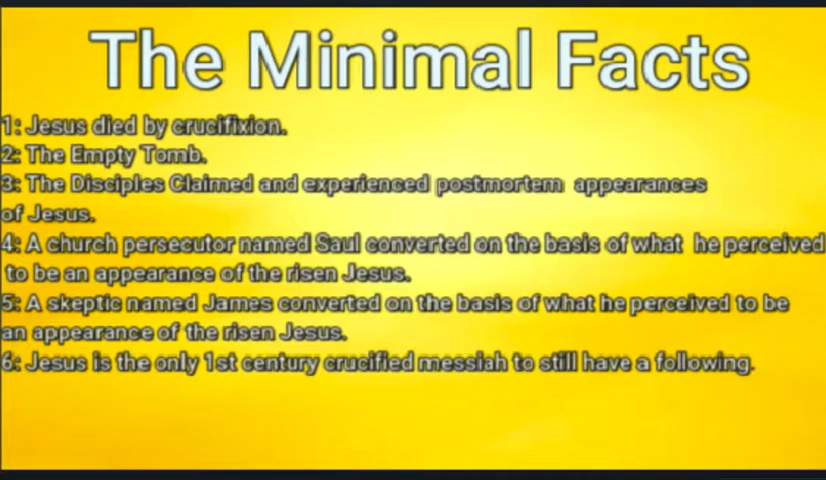 The Minimal Facts
1: Jesus died by crucifixion.
2: The Empty Tomb.
3: The Disciples Claimed and experienced postmortem appearances
of Jesus.
4: A church persecutor named Saul converted on the basis of what he perceived
to be an appearance of the risen Jesus.
5: A skeptic named James converted on the basis of what he perceived to be
an appearance of the risen Jesus.
6: Jesus is the only 1st century crucified messiah to still have a following.